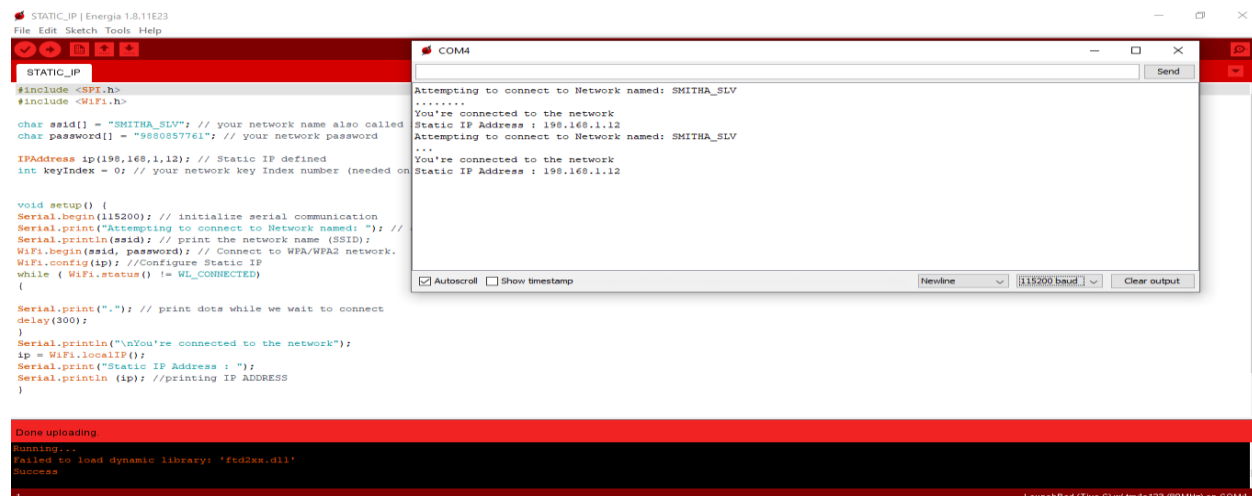 STATIC_IP | Energia 1.8.11E23
File Edit Sketch Tools Help
STATIC_IP
#include <SPI.h>
#include <WiFi.h>
char ssid[] = "SMITHA_SLV"; // your network name also called
char password[] = "9880857761"; // your network password
IPAddress ip(198,168,1,12); // Static IP defined
int keyIndex = 0; // your network key Index number (needed on
void setup() {
Serial.begin(115200); // initialize serial communication
Serial.print("Attempting to connect to Network named: "); //
Serial.println(ssid); // print the network name (SSID);
WiFi.begin(ssid, password); // Connect to WPA/WPA2 network.
WiFi.config(ip); //Configure Static IP
while ( WiFi.status() != WL_CONNECTED)
{
Serial.print("."); // print dots while we wait to connect
delay(300);
}
Serial.println("\nYou're connected to the network");
ip = WiFi.localIP();
Serial.print("Static IP Address : ");
Serial.println (ip); //printing IP ADDRESS
}
COM4
Send
Attempting to connect to Network named: SMITHA_SLV
........
You're connected to the network
Static IP Address : 198.168.1.12
Attempting to connect to Network named: SMITHA_SLV
...
You're connected to the network
Static IP Address : 198.168.1.12
Autoscroll Show timestamp Newline 115200 baud Clear output
Done uploading.
Running...
Failed to load dynamic library: 'ftd2xx.dll'
Success